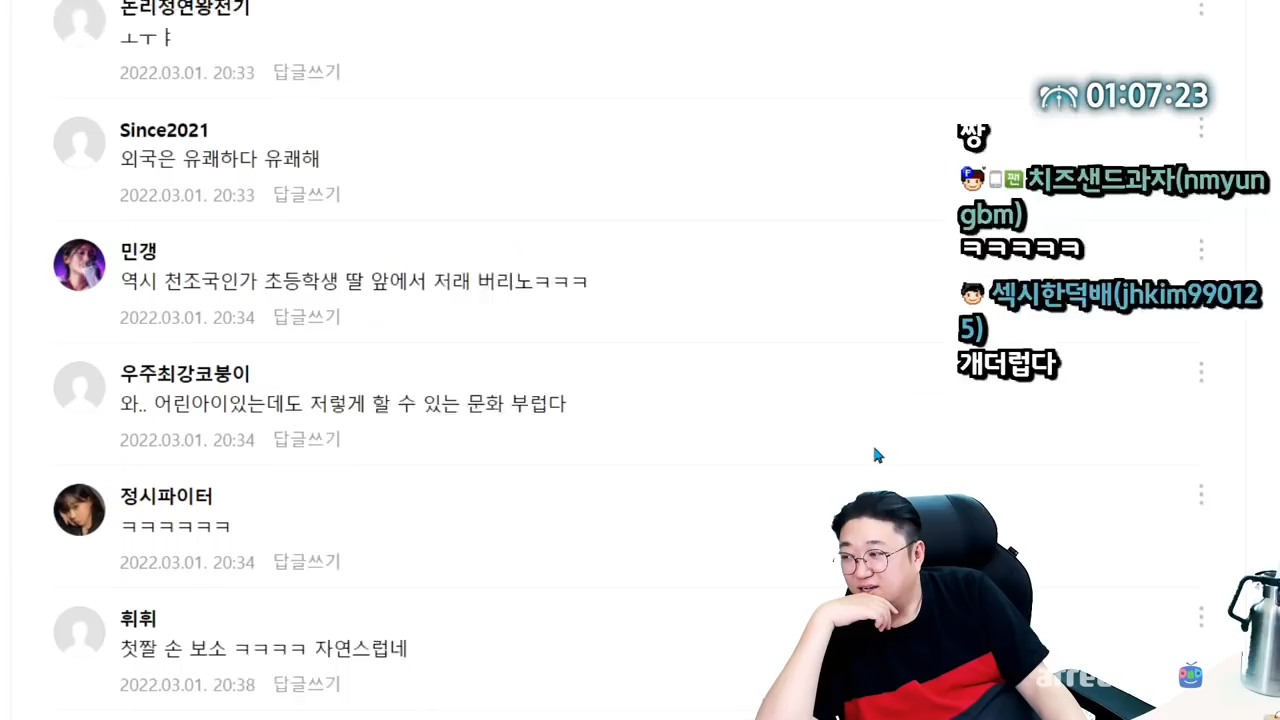 논리정연왕전기
ㅗㅜㅑ
2022.03.01. 20:33 답글쓰기
Since2021
외국은 유쾌하다 유쾌해
2022.03.01. 20:33 답글쓰기
민갱
역시 천조국인가 초등학생 딸 앞에서 저래 버리노ㅋㅋㅋ
2022.03.01. 20:34 답글쓰기
우주최강코붕이
와.. 어린아이있는데도 저렇게 할 수 있는 문화 부럽다
2022.03.01. 20:34 답글쓰기
정시파이터
ㅋㅋㅋㅋㅋㅋ
2022.03.01. 20:34 답글쓰기
휘휘
첫짤 손 보소 ㅋㅋㅋㅋ 자연스럽네
2022.03.01. 20:38 답글쓰기
01:07:23
짱
F 팬 치즈샌드과자(nmyun
gbm)
ㅋㅋㅋㅋㅋ
섹시한덕배(jhkim99012
5)
개더럽다